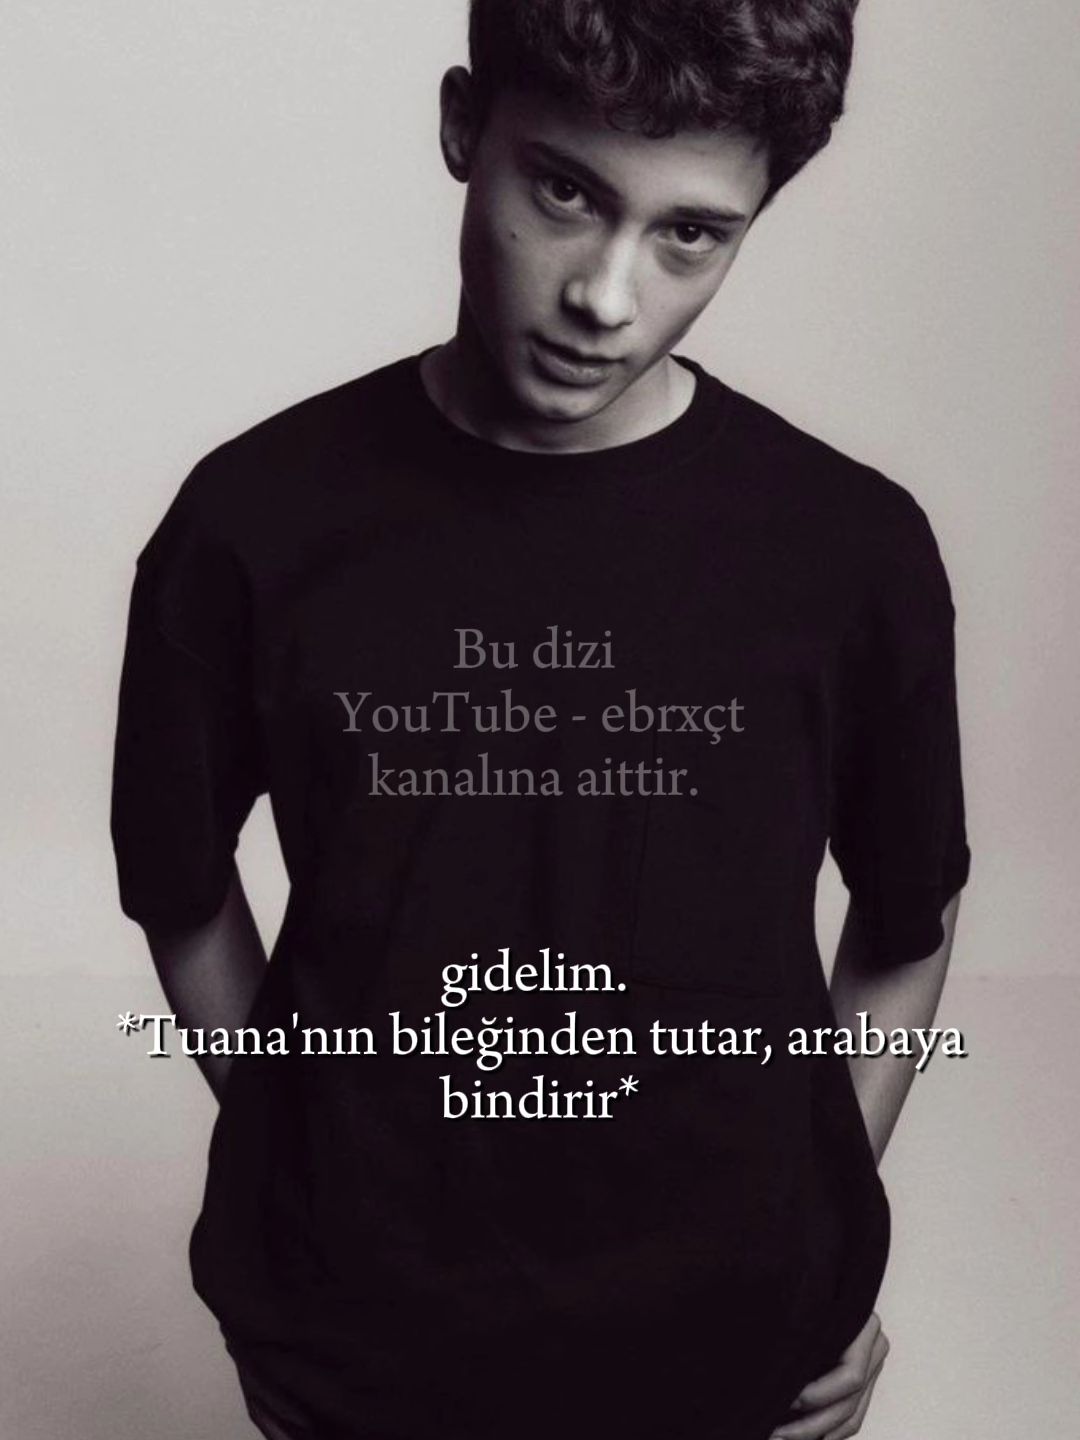 Bu dizi
YouTube - ebrxçt
kanalına aittir.
gidelim.
*Tuana'nın bileğinden tutar, arabaya
bindirir*